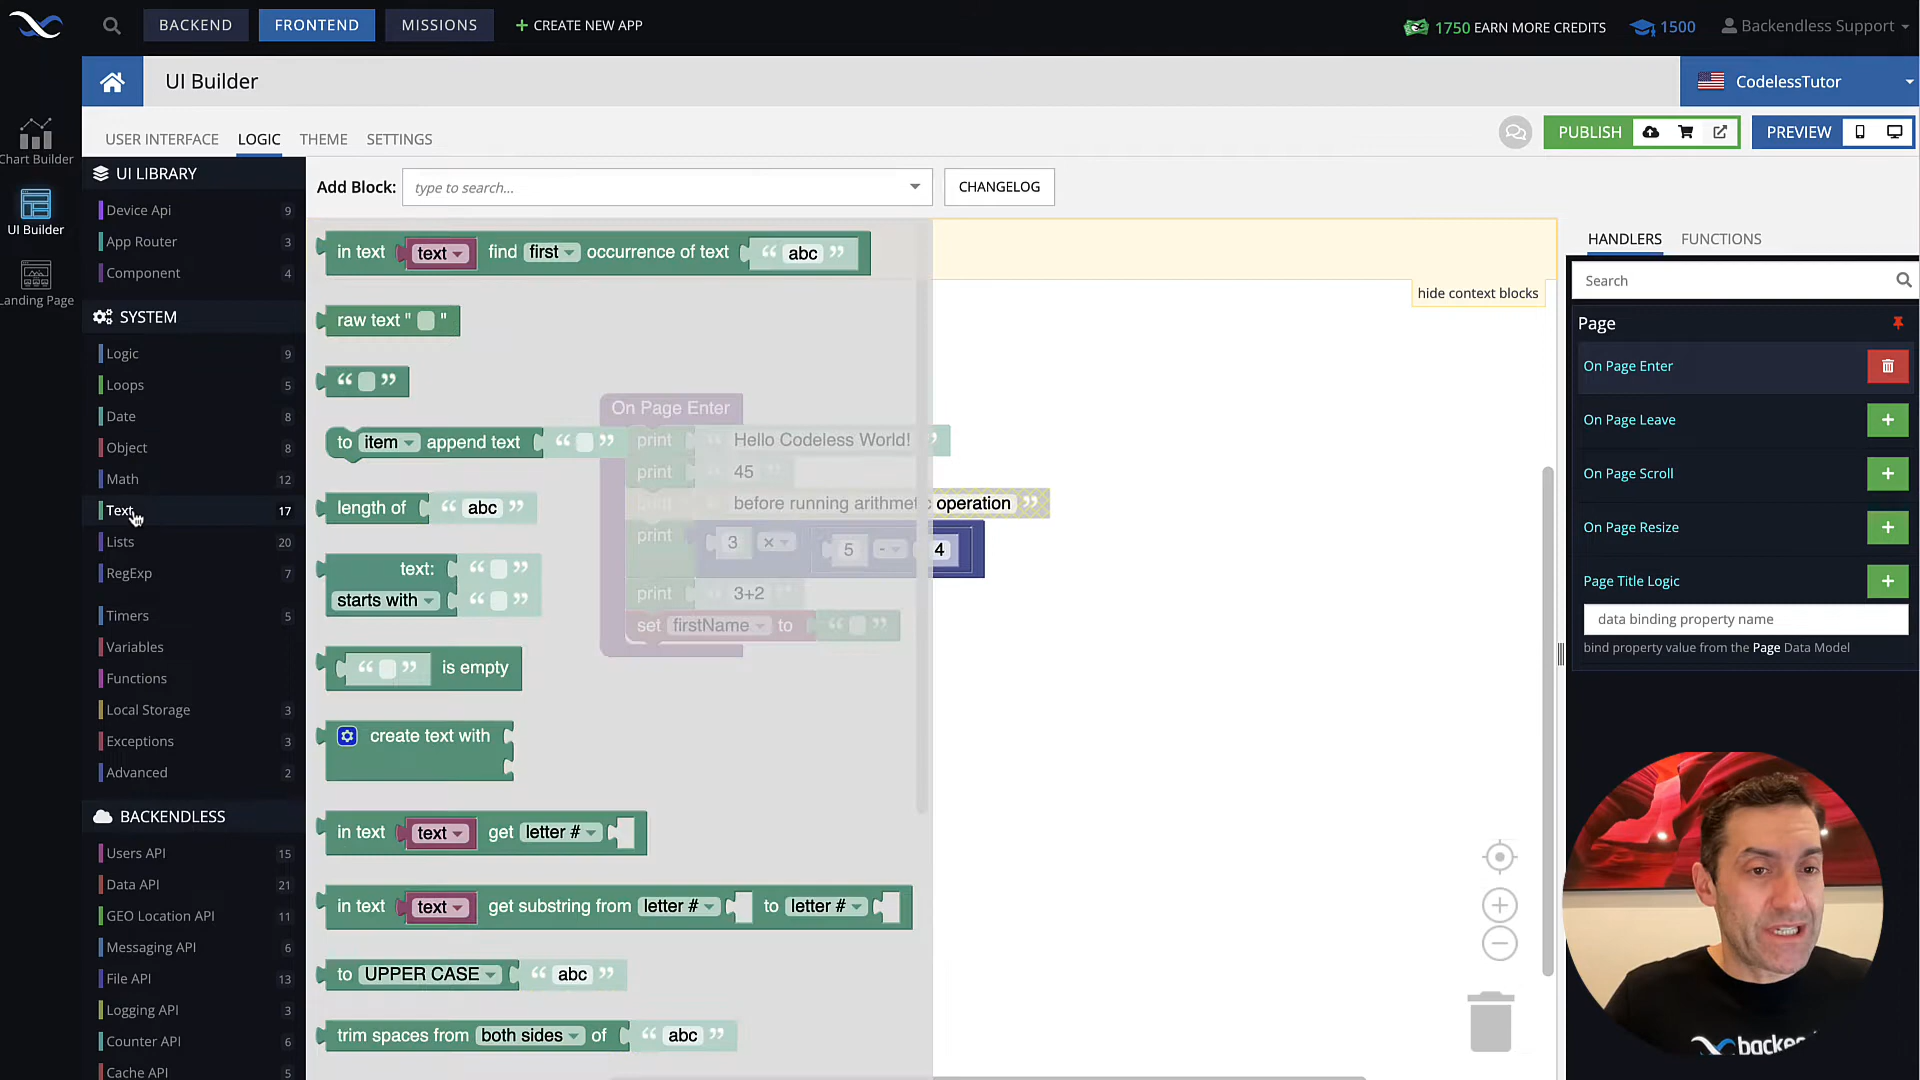 BACKEND FRONTEND MISSIONS + CREATE NEW APP 1750 EARN MORE CREDITS 1500 Backendless Support
UI Builder CodelessTutor
USER INTERFACE LOGIC THEME SETTINGS PUBLISH PREVIEW
Chart Builder
UI Builder
Landing Page
UI LIBRARY
Device Api 9
App Router 3
Component 4
SYSTEM
Logic 9
Loops 5
Date 8
Object 8
Math 12
Text 17
Lists 20
RegExp 7
Timers 5
Variables
Functions
Local Storage 3
Exceptions 3
Advanced 2
BACKENDLESS
Users API 15
Data API 21
GEO Location API 11
Messaging API 6
File API 13
Logging API 3
Counter API 6
Cache API 5
Add Block: type to search... CHANGELOG
in text text find first occurrence of text “ abc ”
raw text " "
“ ”
to item append text “ ”
length of “ abc ”
text: “ ”
starts with “ ”
“ ” is empty
create text with
in text text get letter #
in text text get substring from letter # to letter #
to UPPER CASE “ abc ”
trim spaces from both sides of “ abc ”
hide context blocks
On Page Enter
print Hello Codeless World! ”
print 45
before running arithmetic operation ”
print 3 × 5 - 4
print 3+2
set firstName to “ ”
HANDLERS FUNCTIONS
Search
Page
On Page Enter
On Page Leave +
On Page Scroll +
On Page Resize +
Page Title Logic +
data binding property name
bind property value from the Page Data Model